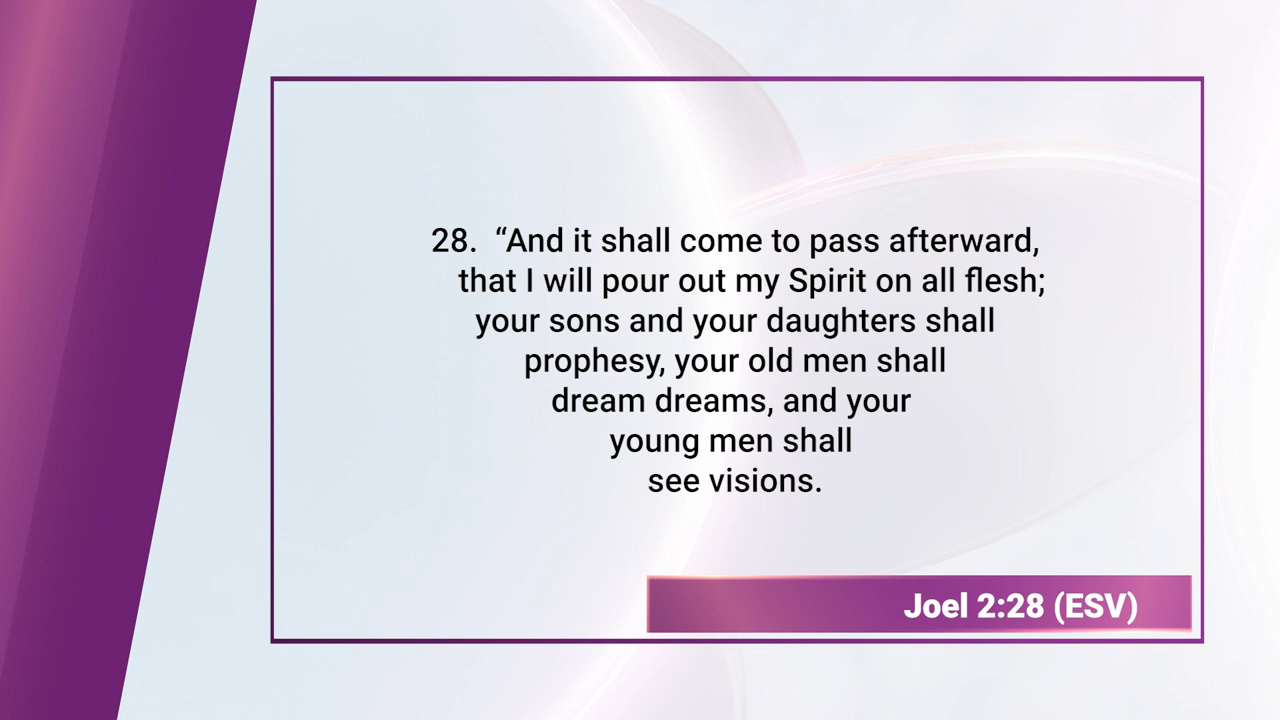 28. “And it shall come to pass afterward,
that I will pour out my Spirit on all flesh;
your sons and your daughters shall
prophesy, your old men shall
dream dreams, and your
young men shall
see visions.
Joel 2:28 (ESV)